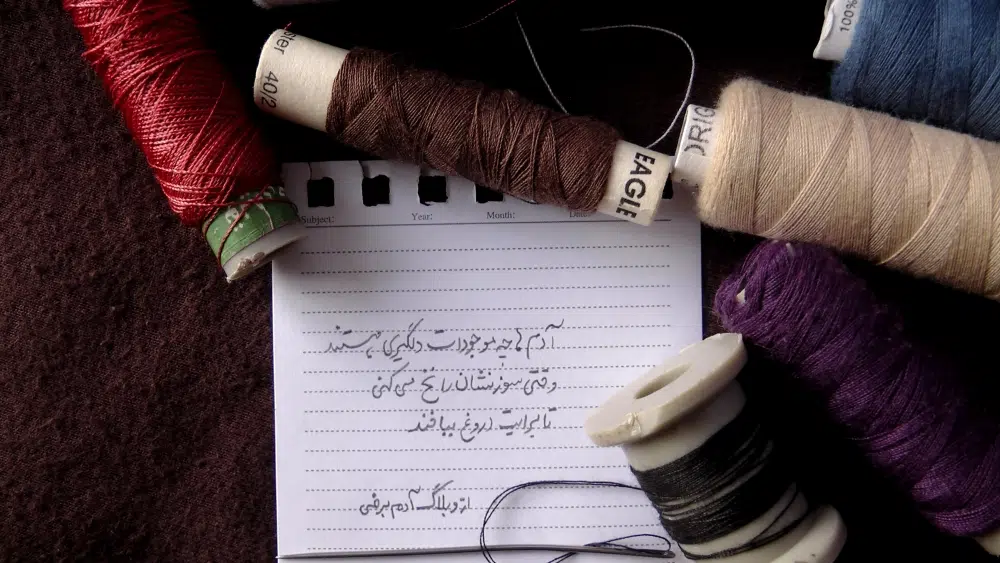 ster 40/2
EAGLE
ORIG
100%
Subject: Year: Month: Date:
آدم ها چه موجودات دلگیری هستند
وقتی سوزنشان را نخ می کنی
تا برایت دروغ ببافند
از وبلاگ آدم برفی